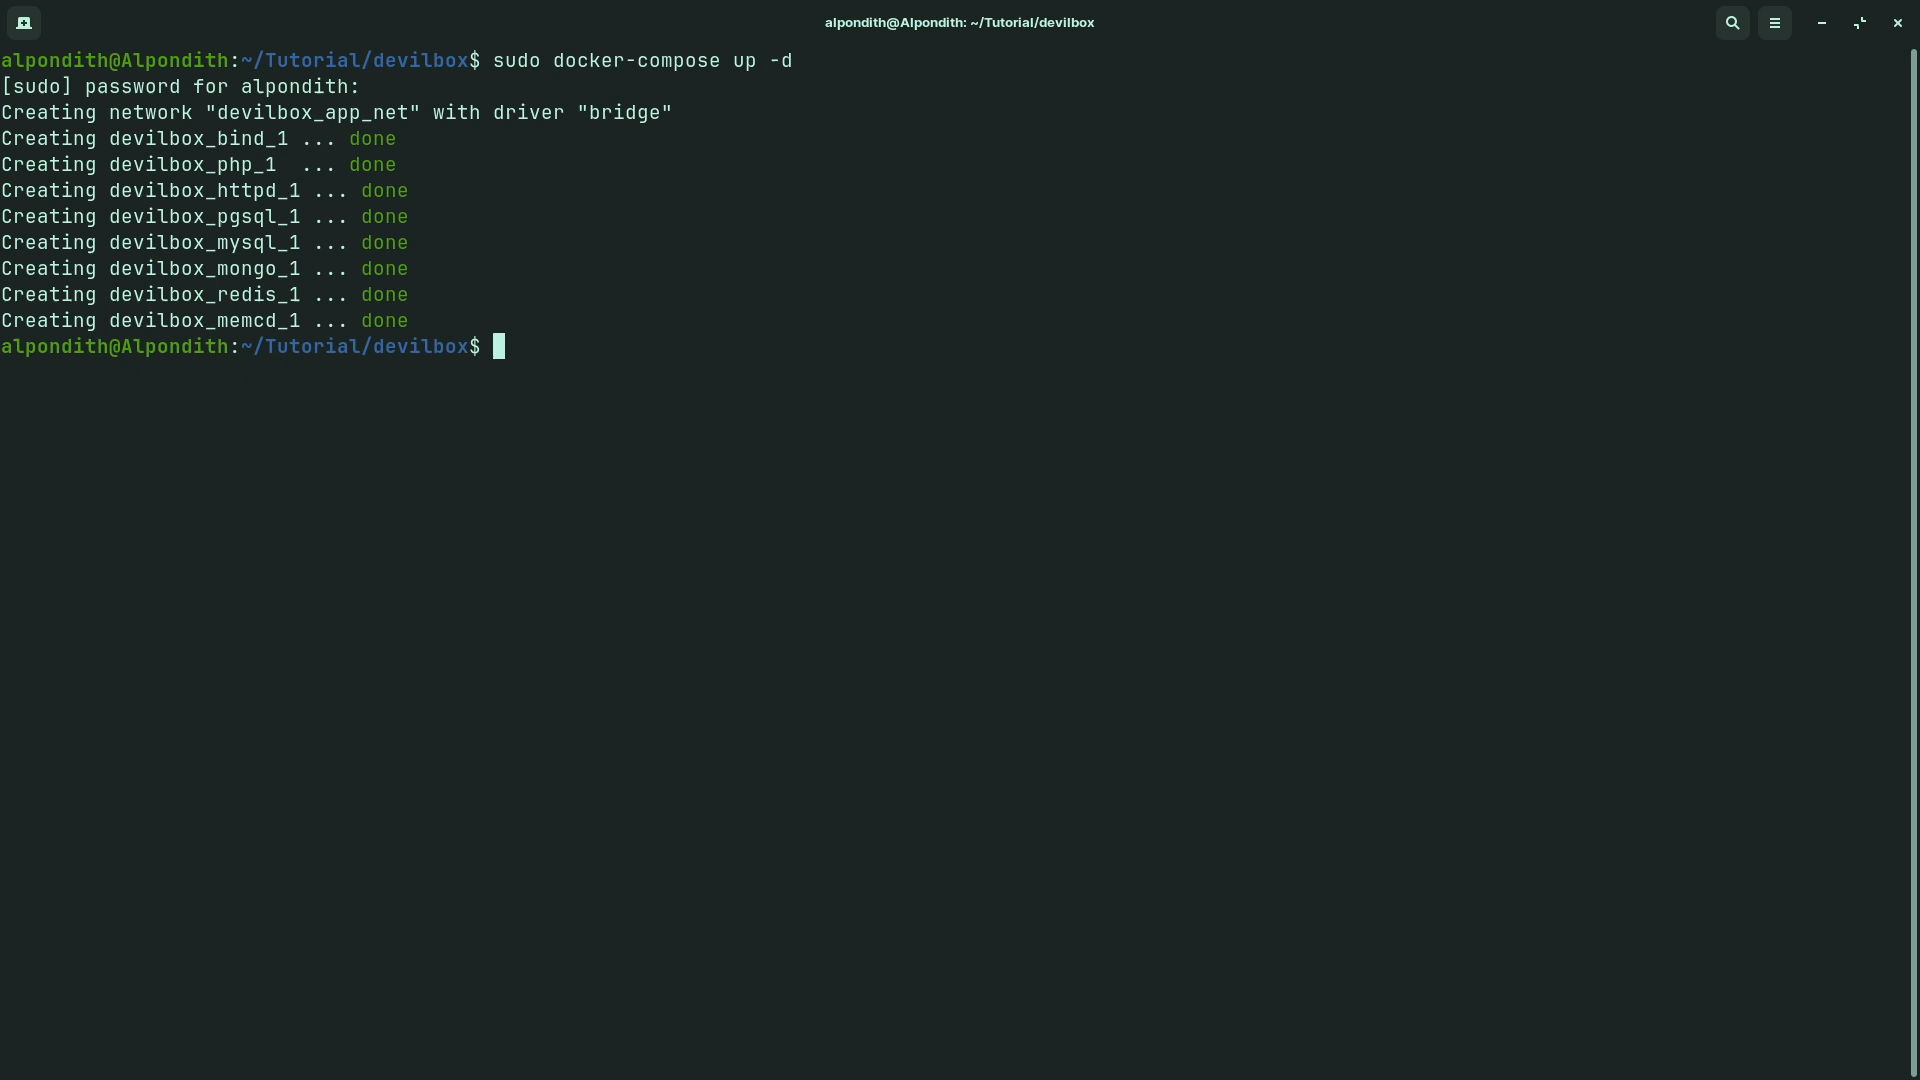 alpondith@Alpondith: ~/Tutorial/devilbox
alpondith@Alpondith:~/Tutorial/devilbox$ sudo docker-compose up -d
[sudo] password for alpondith:
Creating network "devilbox_app_net" with driver "bridge"
Creating devilbox_bind_1 ... done
Creating devilbox_php_1  ... done
Creating devilbox_httpd_1 ... done
Creating devilbox_pgsql_1 ... done
Creating devilbox_mysql_1 ... done
Creating devilbox_mongo_1 ... done
Creating devilbox_redis_1 ... done
Creating devilbox_memcd_1 ... done
alpondith@Alpondith:~/Tutorial/devilbox$